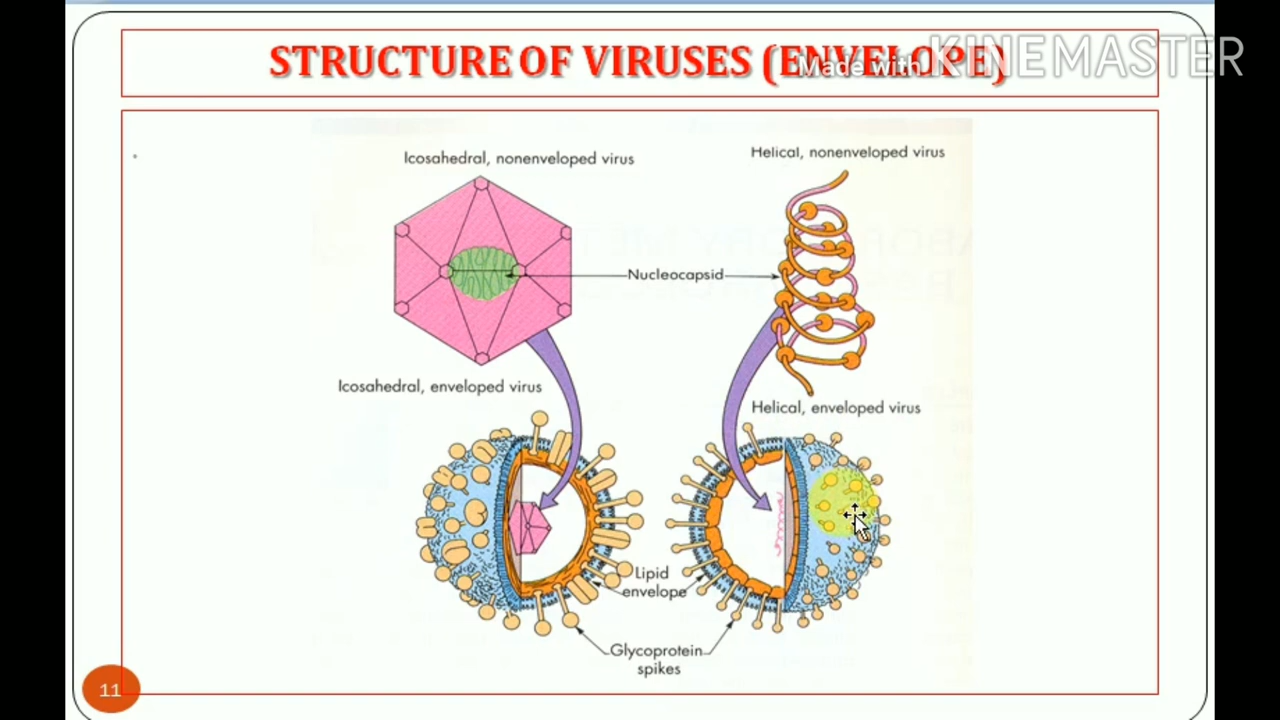 STRUCTURE OF VIRUSES (ENVELOPE)
Made with KINEMASTER
Icosahedral, nonenveloped virus
Helical, nonenveloped virus
Nucleocapsid
Icosahedral, enveloped virus
Helical, enveloped virus
Lipid
envelope
Glycoprotein
spikes
11